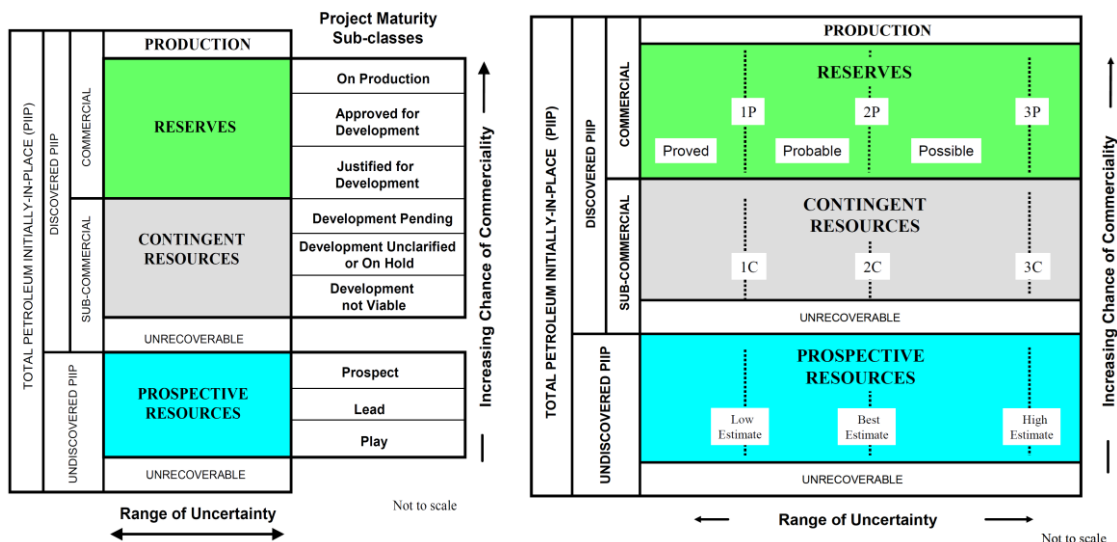 Project Maturity
Sub-classes
TOTAL PETROLEUM INITIALLY-IN-PLACE (PIIP)
DISCOVERED PIIP
COMMERCIAL
SUB-COMMERCIAL
UNDISCOVERED PIIP
PRODUCTION
RESERVES
On Production
Approved for
Development
Justified for
Development
CONTINGENT
RESOURCES
Development Pending
Development Unclarified
or On Hold
Development
not Viable
UNRECOVERABLE
PROSPECTIVE
RESOURCES
Prospect
Lead
Play
UNRECOVERABLE
Increasing Chance of Commerciality
Not to scale
Range of Uncertainty
TOTAL PETROLEUM INITIALLY-IN-PLACE (PIIP)
DISCOVERED PIIP
COMMERCIAL
SUB-COMMERCIAL
UNDISCOVERED PIIP
PRODUCTION
RESERVES
1P 2P 3P
Proved Probable Possible
CONTINGENT
RESOURCES
1C 2C 3C
UNRECOVERABLE
PROSPECTIVE
RESOURCES
Low
Estimate
Best
Estimate
High
Estimate
UNRECOVERABLE
Increasing Chance of Commerciality
Range of Uncertainty
Not to scale